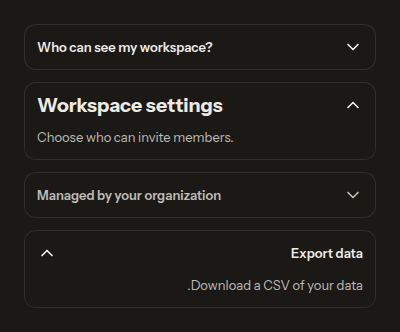 Who can see my workspace?
Workspace settings
Choose who can invite members.
Managed by your organization
Export data
.Download a CSV of your data